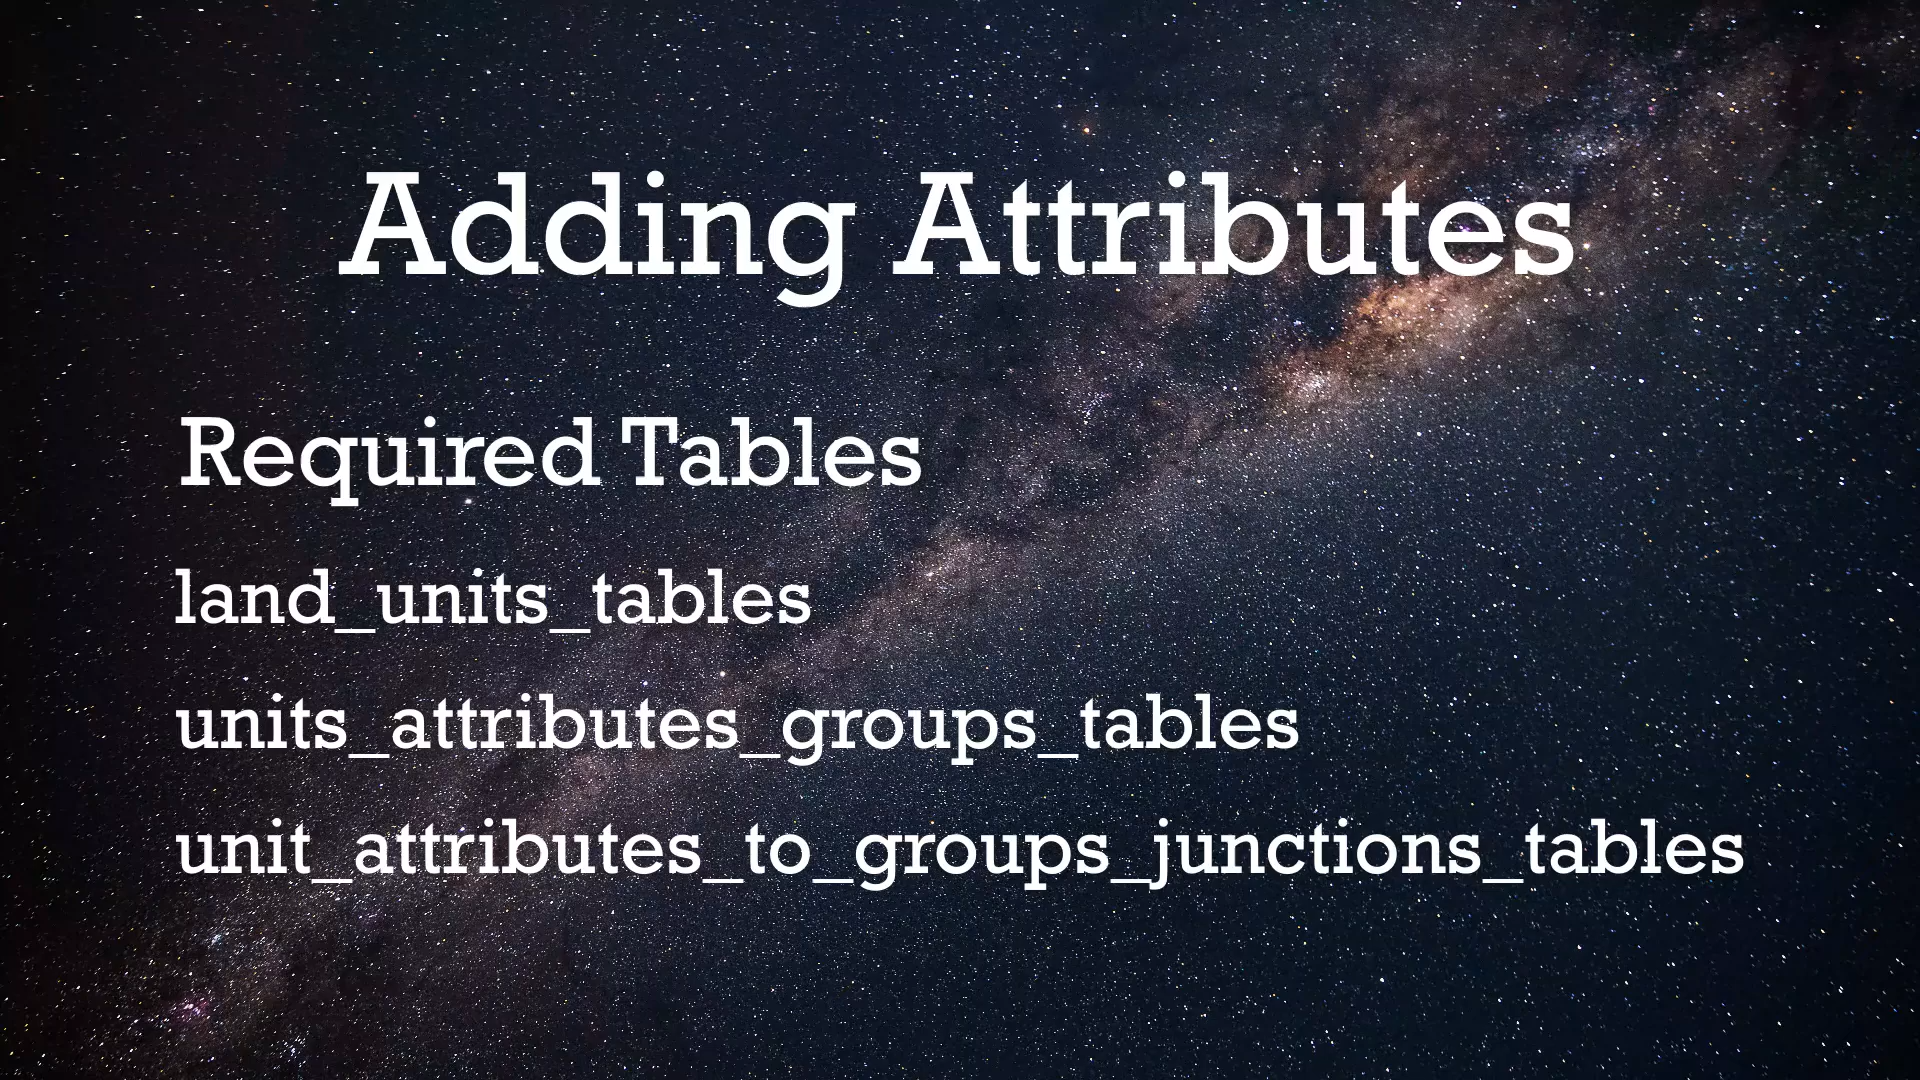 Adding Attributes
Required Tables
land_units_tables
units_attributes_groups_tables
unit_attributes_to_groups_junctions_tables